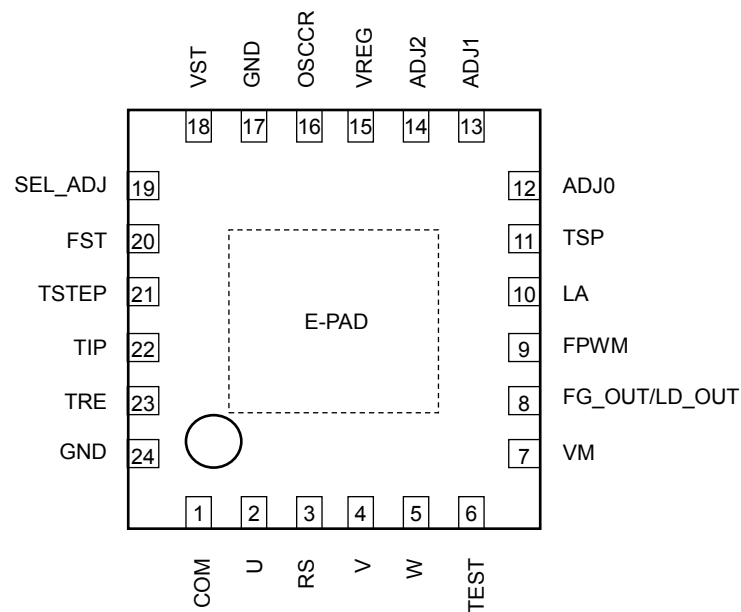 VST GND OSCCR VREG ADJ2 ADJ1
18 17 16 15 14 13
SEL_ADJ 19 12 ADJ0
FST 20 11 TSP
TSTEP 21 10 LA
E-PAD
TIP 22 9 FPWM
TRE 23 8 FG_OUT/LD_OUT
GND 24 7 VM
1 2 3 4 5 6
COM U RS V W TEST